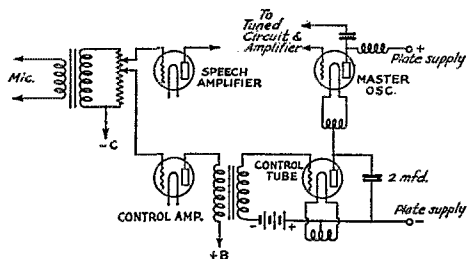 To
Tuned
Circuit &
Amplifier
+
Plate supply
Mic.
SPEECH
AMPLIFIER
MASTER
OSC.
- C
CONTROL
TUBE
2 mfd.
CONTROL AMP.
- +
Plate supply
-
+B